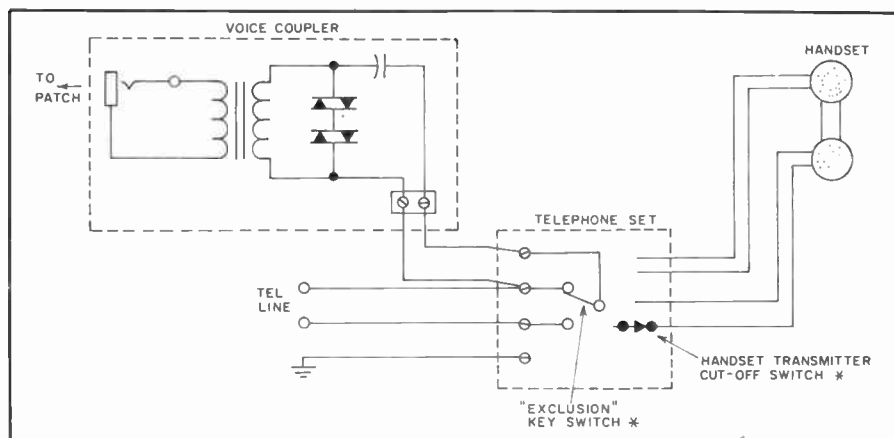 VOICE COUPLER
HANDSET
TO
PATCH
TELEPHONE SET
TEL
LINE
HANDSET TRANSMITTER
CUT-OFF SWITCH *
"EXCLUSION"
KEY SWITCH *